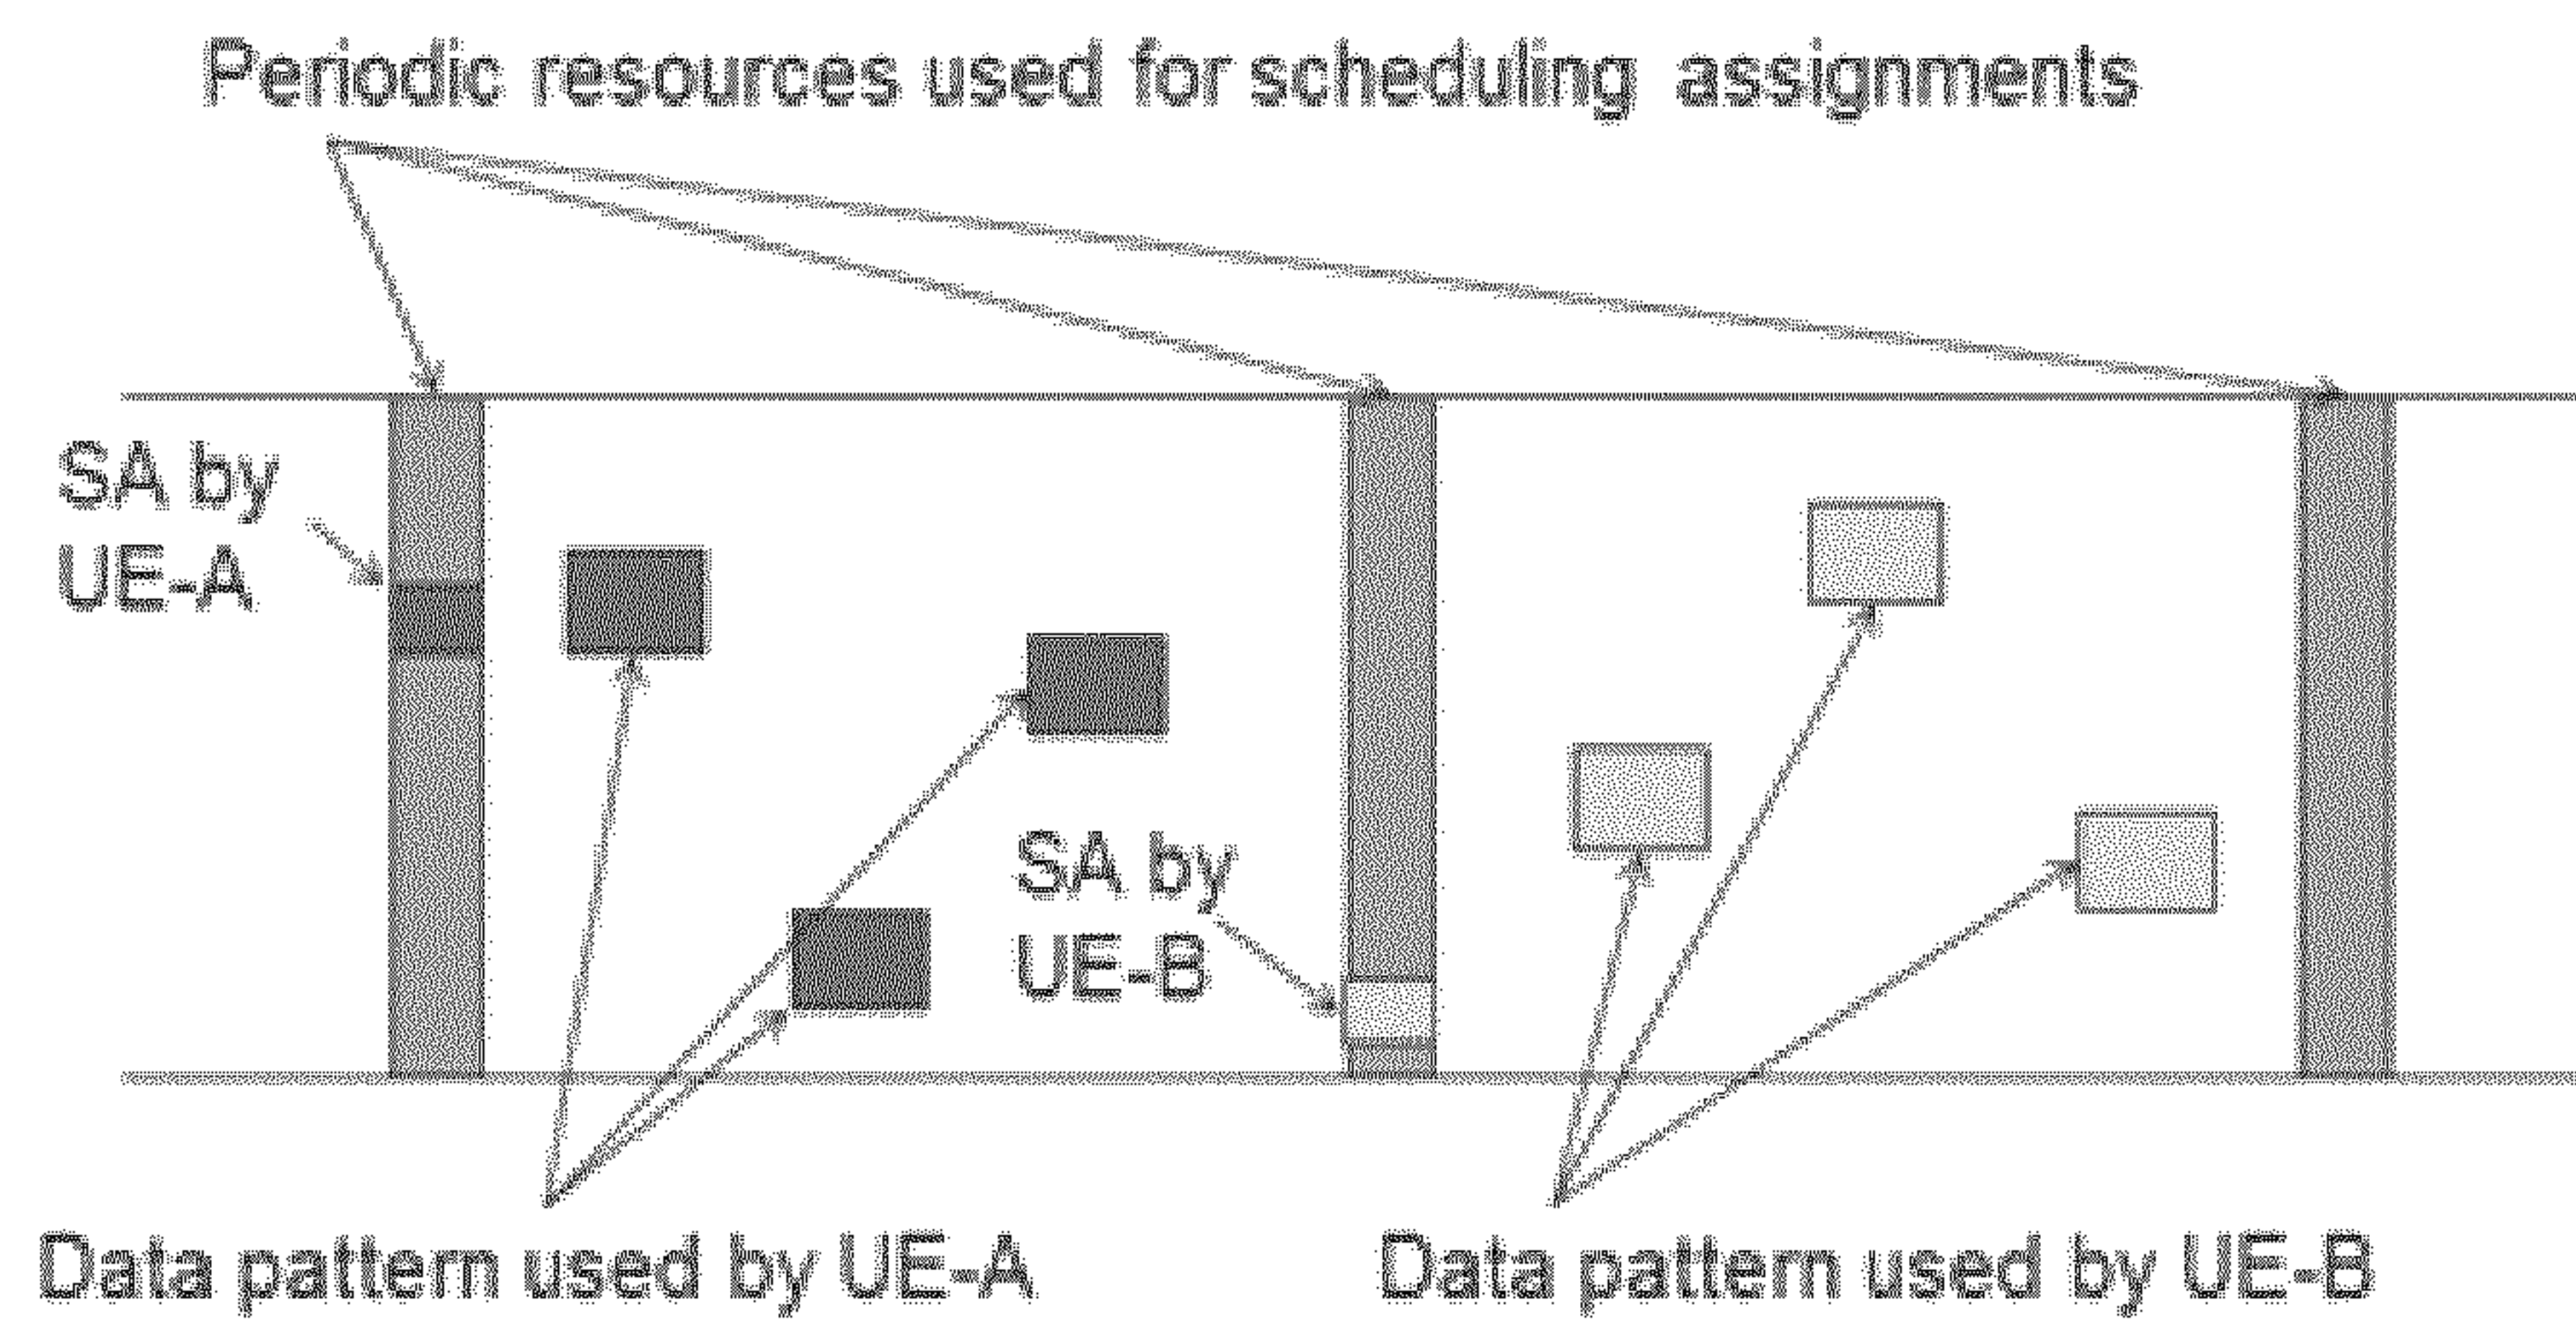 Periodic resources used for scheduling assignments
SA by
UE-A
SA by
UE-B
Data pattern used by UE-A
Data pattern used by UE-B